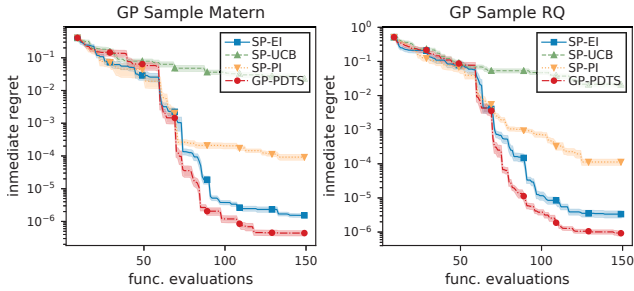 GP Sample Matern
inmediate regret
10⁻¹
10⁻²
10⁻³
10⁻⁴
10⁻⁵
10⁻⁶
50
100
150
func. evaluations
SP-EI
SP-UCB
SP-PI
GP-PDTS
GP Sample RQ
inmediate regret
10⁰
10⁻¹
10⁻²
10⁻³
10⁻⁴
10⁻⁵
10⁻⁶
50
100
150
func. evaluations
SP-EI
SP-UCB
SP-PI
GP-PDTS